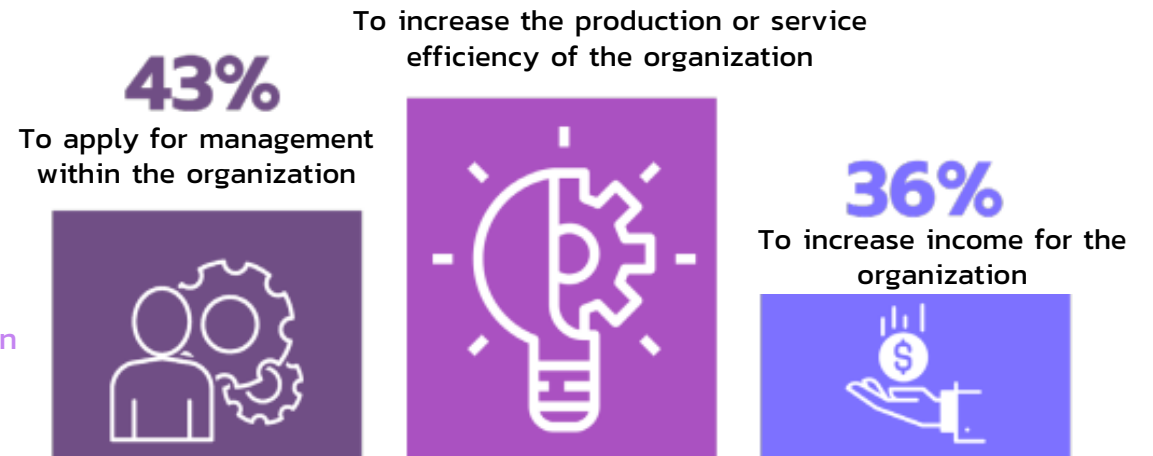 To increase the production or service
efficiency of the organization
43%
To apply for management
within the organization
36%
To increase income for the
organization
n
$